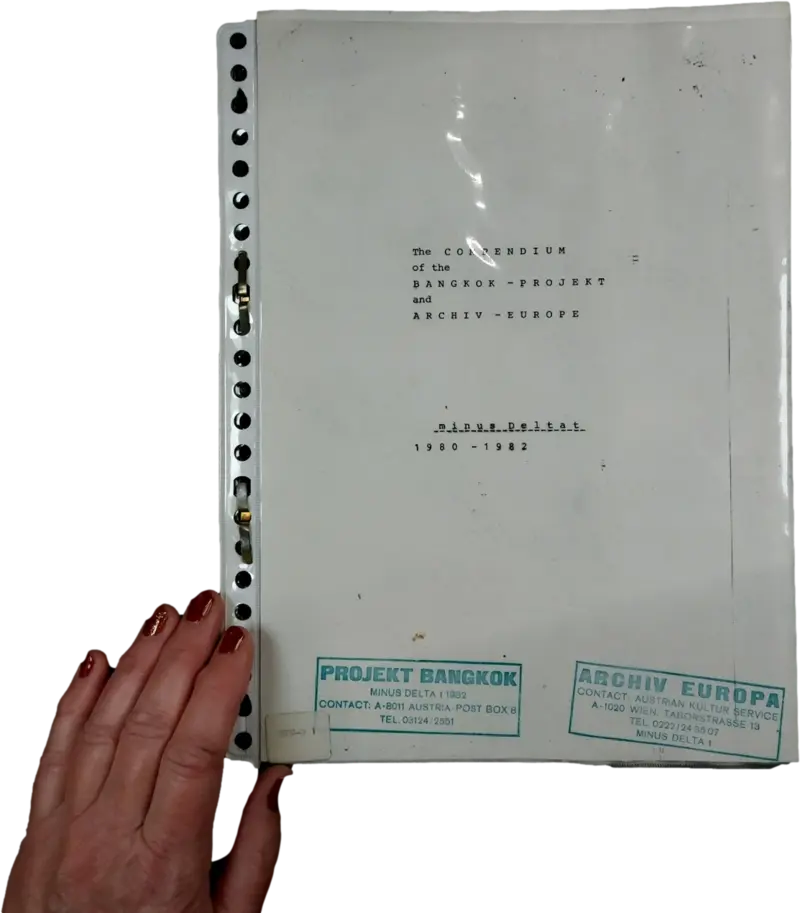 The COMPENDIUM
of the
BANGKOK-PROJEKT
and
ARCHIV-EUROPE
minus Deltat
1980-1982
PROJEKT BANGKOK
MINUS DELTA t 1982
CONTACT: A-8011 AUSTRIA POST BOX 6
TEL. 03124/2551
ARCHIV EUROPA
CONTACT: AUSTRIAN KULTUR SERVICE
A-1020 WIEN, TABORSTRASSE 13
TEL 0222/24 55 07
MINUS DELTA t